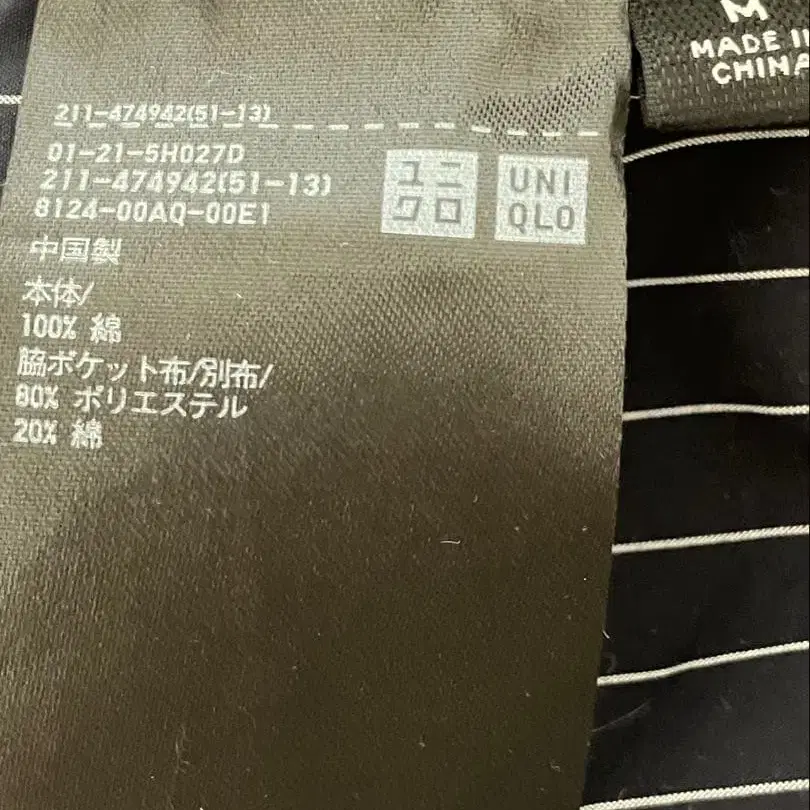 211-474942(51-13)
01-21-5H027D
211-474942(51-13)
8124-00AQ-00E1
中国製
本体/
100% 綿
脇ポケット布/別布/
80% ポリエステル
20% 綿
ユニ
クロ
UNI
QLO
M
MADE I
CHINA